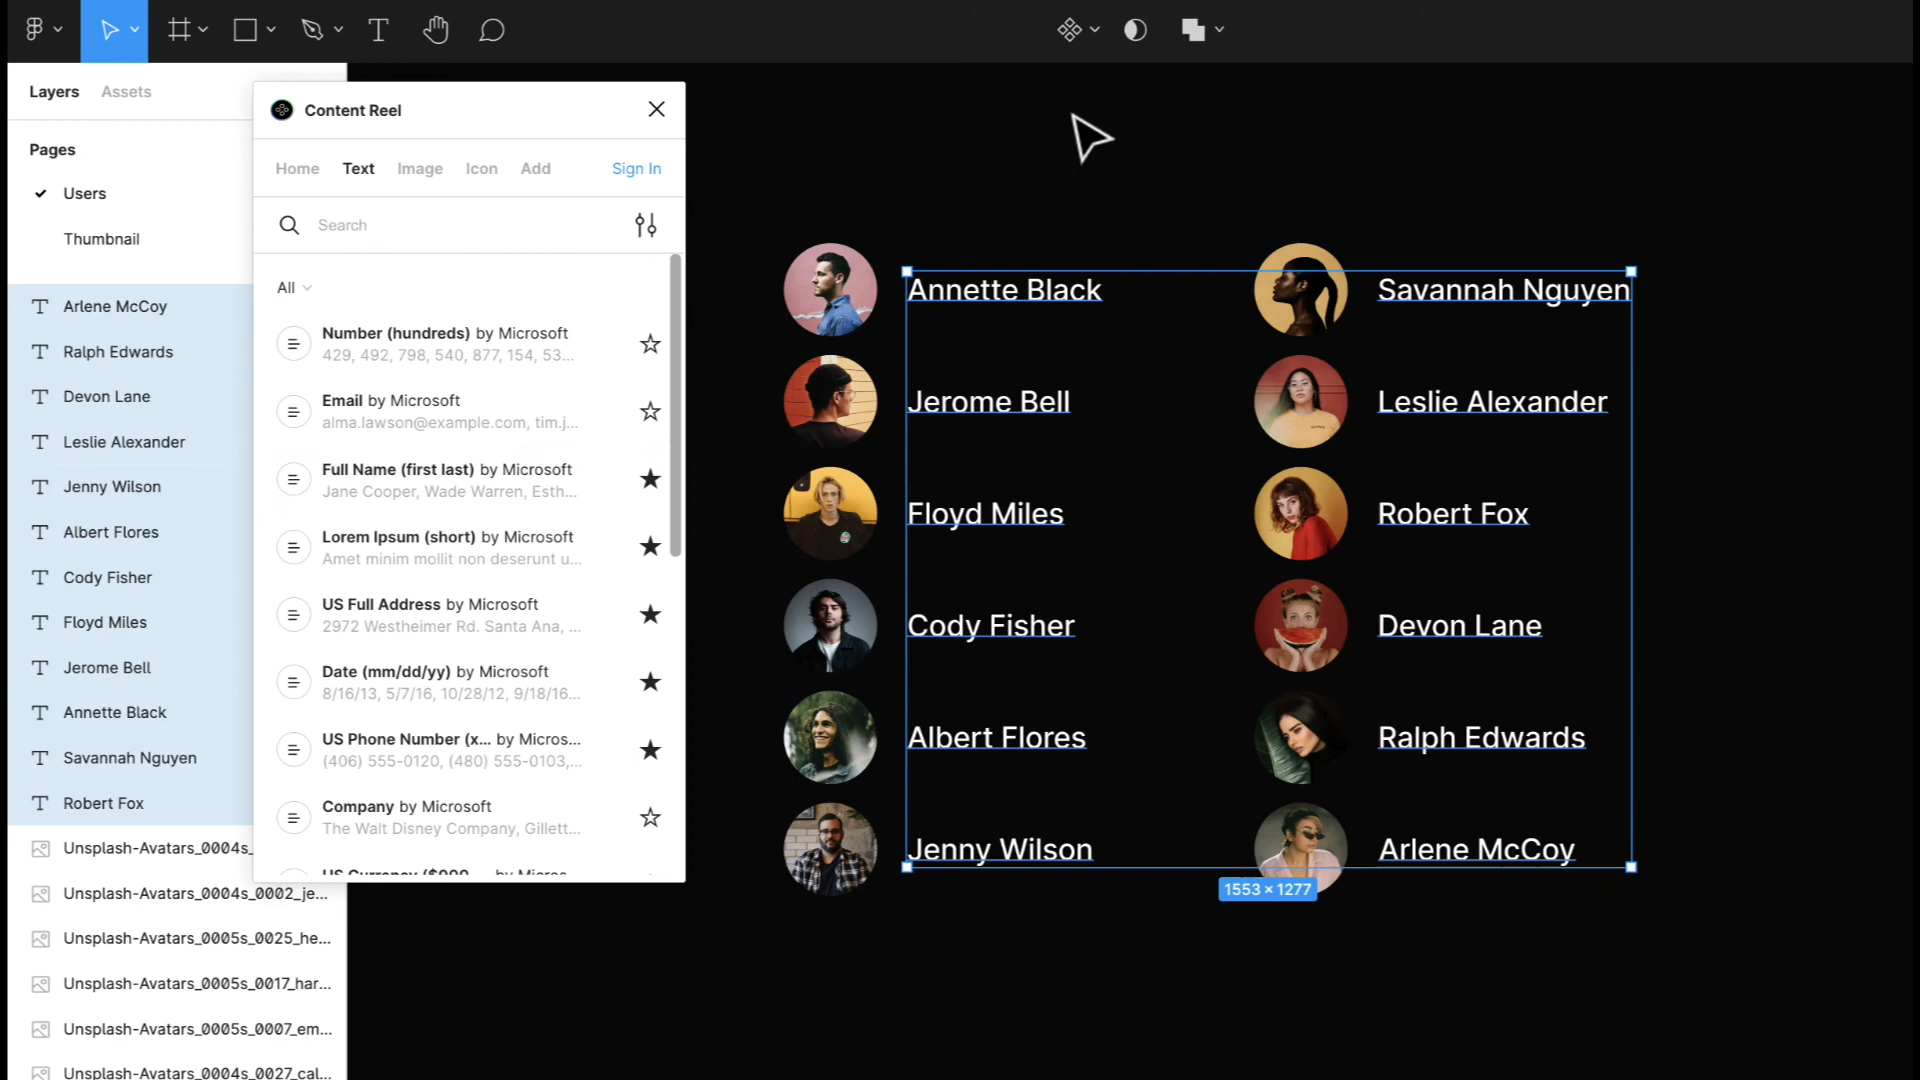 Layers Assets
Pages
Users
Thumbnail
Arlene McCoy
Ralph Edwards
Devon Lane
Leslie Alexander
Jenny Wilson
Albert Flores
Cody Fisher
Floyd Miles
Jerome Bell
Annette Black
Savannah Nguyen
Robert Fox
Unsplash-Avatars_0004s_
Unsplash-Avatars_0004s_0002_je...
Unsplash-Avatars_0005s_0025_he...
Unsplash-Avatars_0005s_0017_har...
Unsplash-Avatars_0005s_0007_em...
Unsplash-Avatars_0004s_0027_cal...
Content Reel
Home Text Image Icon Add Sign In
Search
All
Number (hundreds) by Microsoft
429, 492, 798, 540, 877, 154, 53...
Email by Microsoft
alma.lawson@example.com, tim.j...
Full Name (first last) by Microsoft
Jane Cooper, Wade Warren, Esth...
Lorem Ipsum (short) by Microsoft
Amet minim mollit non deserunt u...
US Full Address by Microsoft
2972 Westheimer Rd. Santa Ana, ...
Date (mm/dd/yy) by Microsoft
8/16/13, 5/7/16, 10/28/12, 9/18/16...
US Phone Number (x... by Micros...
(406) 555-0120, (480) 555-0103,...
Company by Microsoft
The Walt Disney Company, Gillett...
US Currency ($000 ... by Micros...
Annette Black Savannah Nguyen
Jerome Bell Leslie Alexander
Floyd Miles Robert Fox
Cody Fisher Devon Lane
Albert Flores Ralph Edwards
Jenny Wilson Arlene McCoy
1553 × 1277